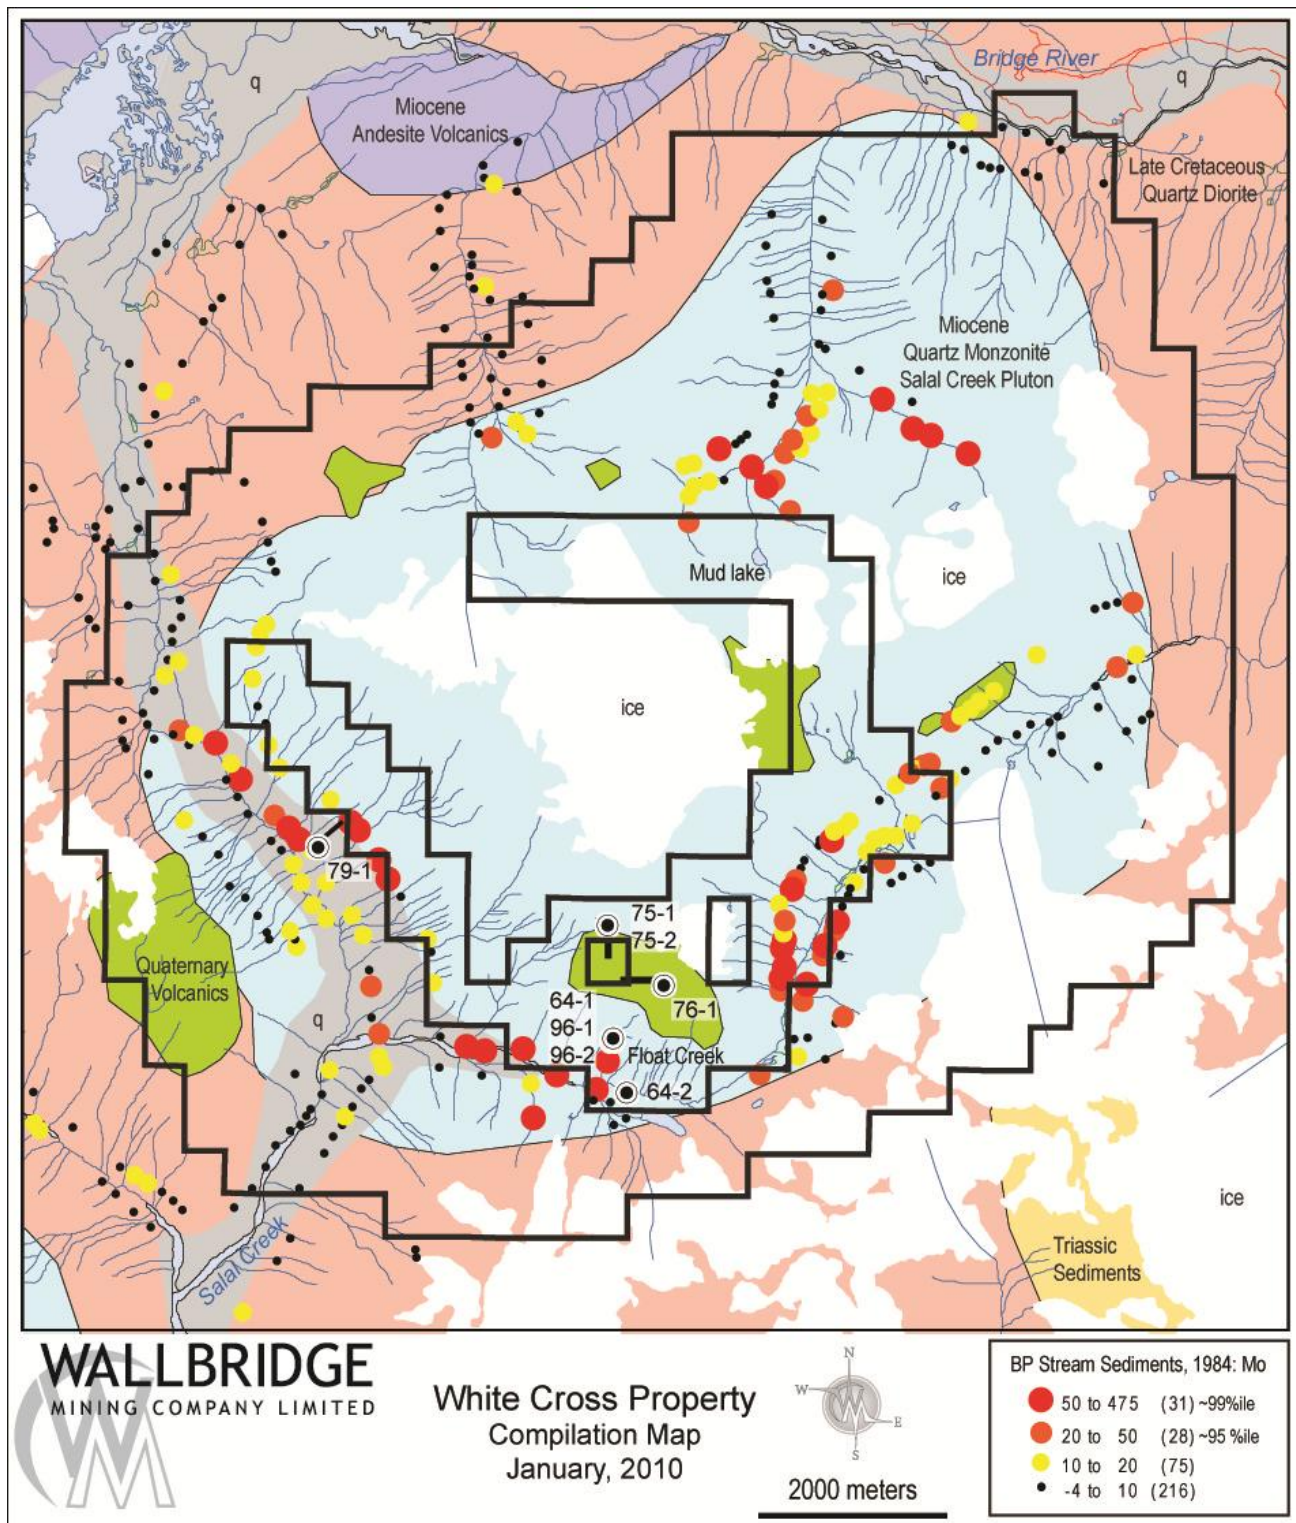 Bridge River
q
q
Miocene
Andesite Volcanics
Late Cretaceous
Quartz Diorite
Miocene
Quartz Monzonite
Salal Creek Pluton
Mud lake
ice
ice
79-1
75-1
75-2
Quaternary
Volcanics
64-1
96-1
96-2
76-1
q
Float Creek
64-2
ice
Salal Creek
Triassic
Sediments
WALLBRIDGE
MINING COMPANY LIMITED
WM
White Cross Property
Compilation Map
January, 2010
N
W
E
S
2000 meters
BP Stream Sediments, 1984: Mo
50 to 475 (31) ~99%ile
20 to 50 (28) ~95 %ile
10 to 20 (75)
-4 to 10 (216)